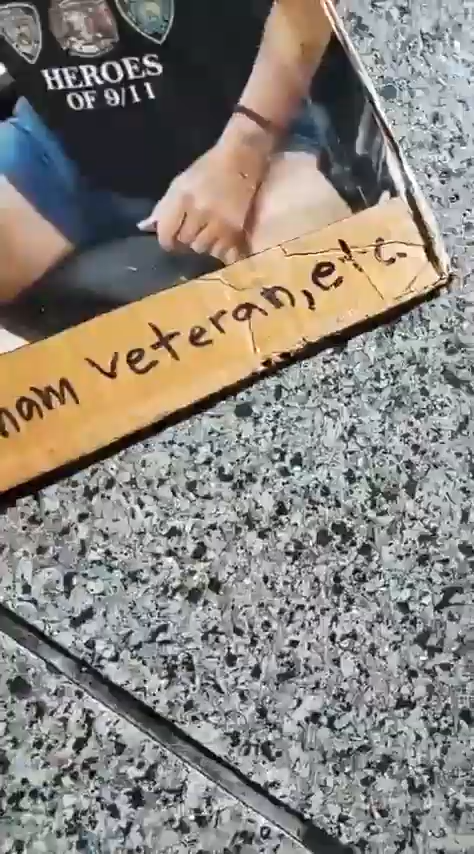 HEROES
OF 9/11
nam veteran, etc.